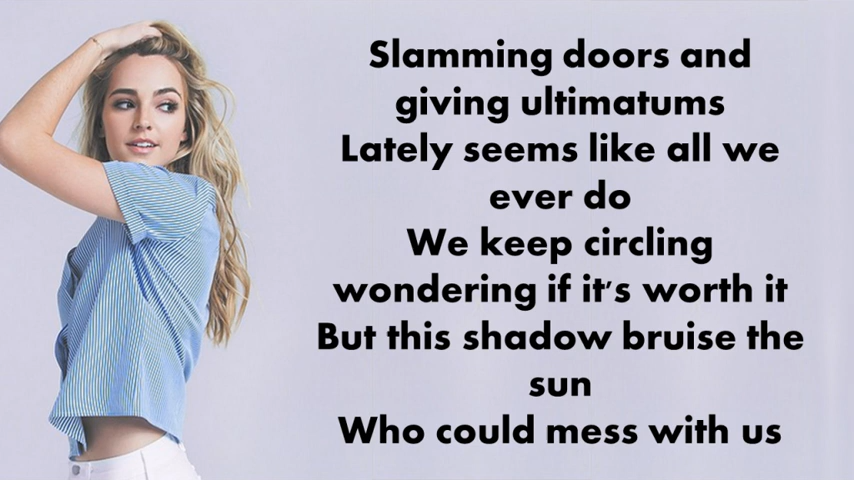 Slamming doors and
giving ultimatums
Lately seems like all we
ever do
We keep circling
wondering if it's worth it
But this shadow bruise the
sun
Who could mess with us